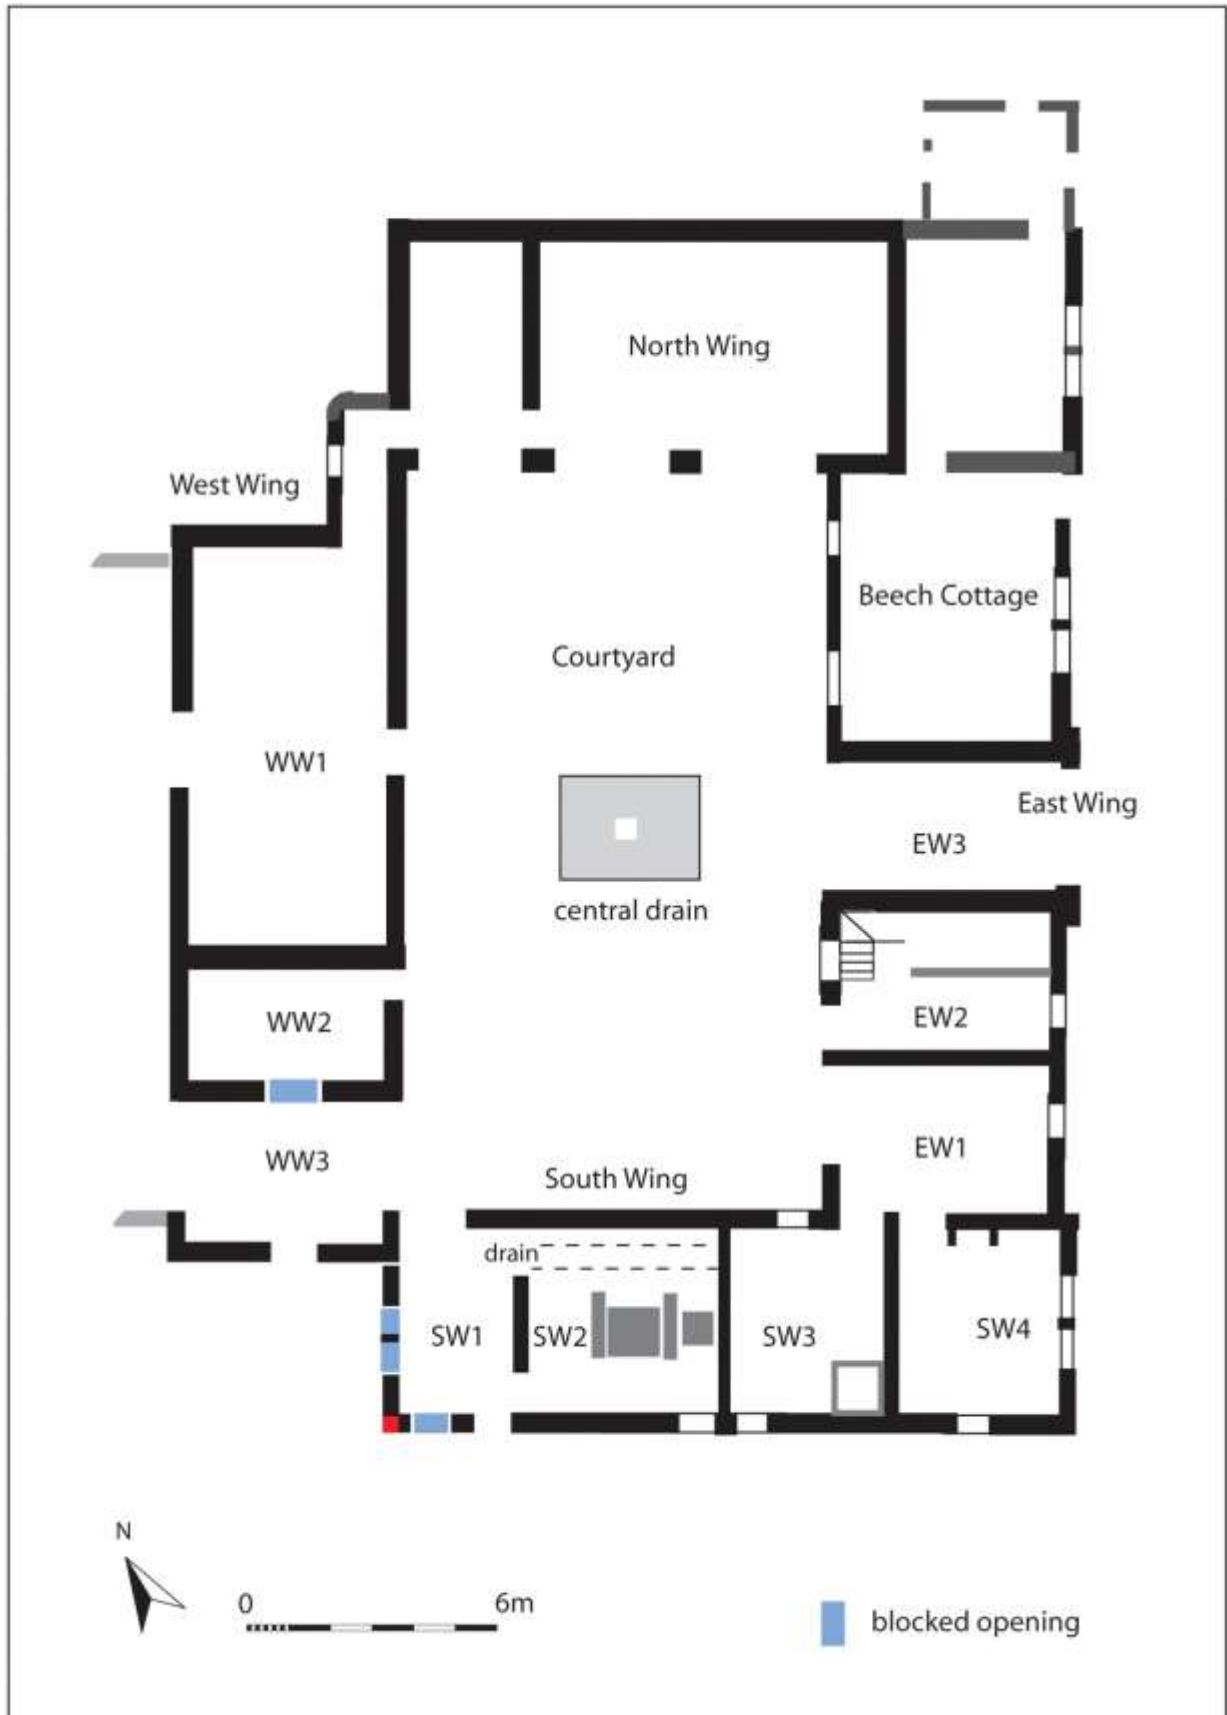 North Wing
West Wing
Beech Cottage
Courtyard
WW1
East Wing
EW3
central drain
WW2
EW2
EW1
WW3
South Wing
drain
SW1
SW2
SW3
SW4
N
0 6m
blocked opening